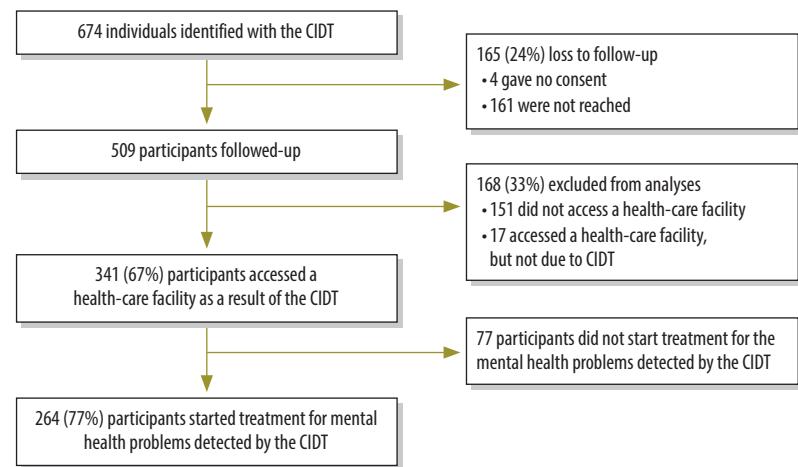 674 individuals identified with the CIDT
165 (24%) loss to follow-up
• 4 gave no consent
• 161 were not reached
509 participants followed-up
168 (33%) excluded from analyses
• 151 did not access a health-care facility
• 17 accessed a health-care facility,
but not due to CIDT
341 (67%) participants accessed a
health-care facility as a result of the CIDT
77 participants did not start treatment for the
mental health problems detected by the CIDT
264 (77%) participants started treatment for mental
health problems detected by the CIDT